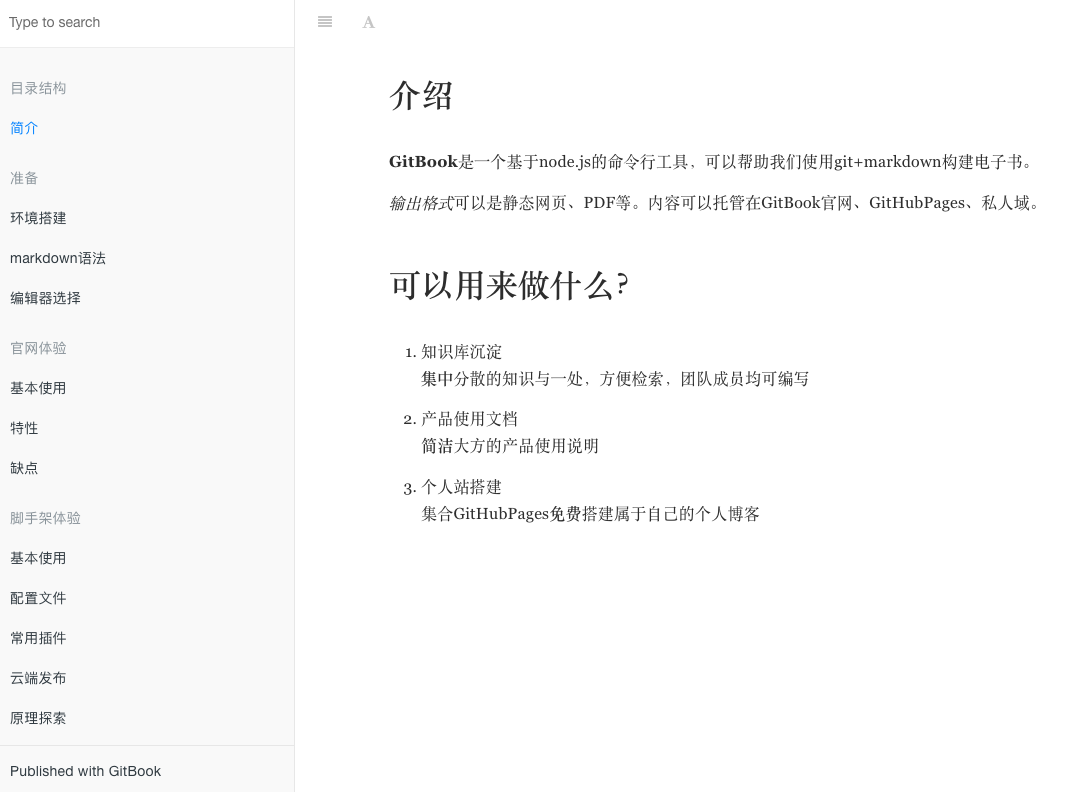 Type to search
A
目录结构
简介
准备
环境搭建
markdown语法
编辑器选择
官网体验
基本使用
特性
缺点
脚手架体验
基本使用
配置文件
常用插件
云端发布
原理探索
Published with GitBook
介绍
GitBook是一个基于node.js的命令行工具，可以帮助我们使用git+markdown构建电子书。
输出格式可以是静态网页、PDF等。内容可以托管在GitBook官网、GitHubPages、私人域。
可以用来做什么?
1. 知识库沉淀
集中分散的知识与一处，方便检索，团队成员均可编写
2. 产品使用文档
简洁大方的产品使用说明
3. 个人站搭建
集合GitHubPages免费搭建属于自己的个人博客